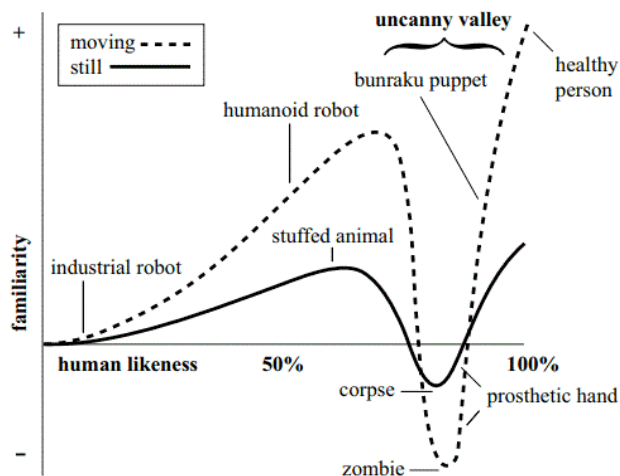 +
moving
still
uncanny valley
healthy
person
bunraku puppet
humanoid robot
stuffed animal
industrial robot
familiarity
human likeness
50%
100%
corpse
prosthetic hand
–
zombie